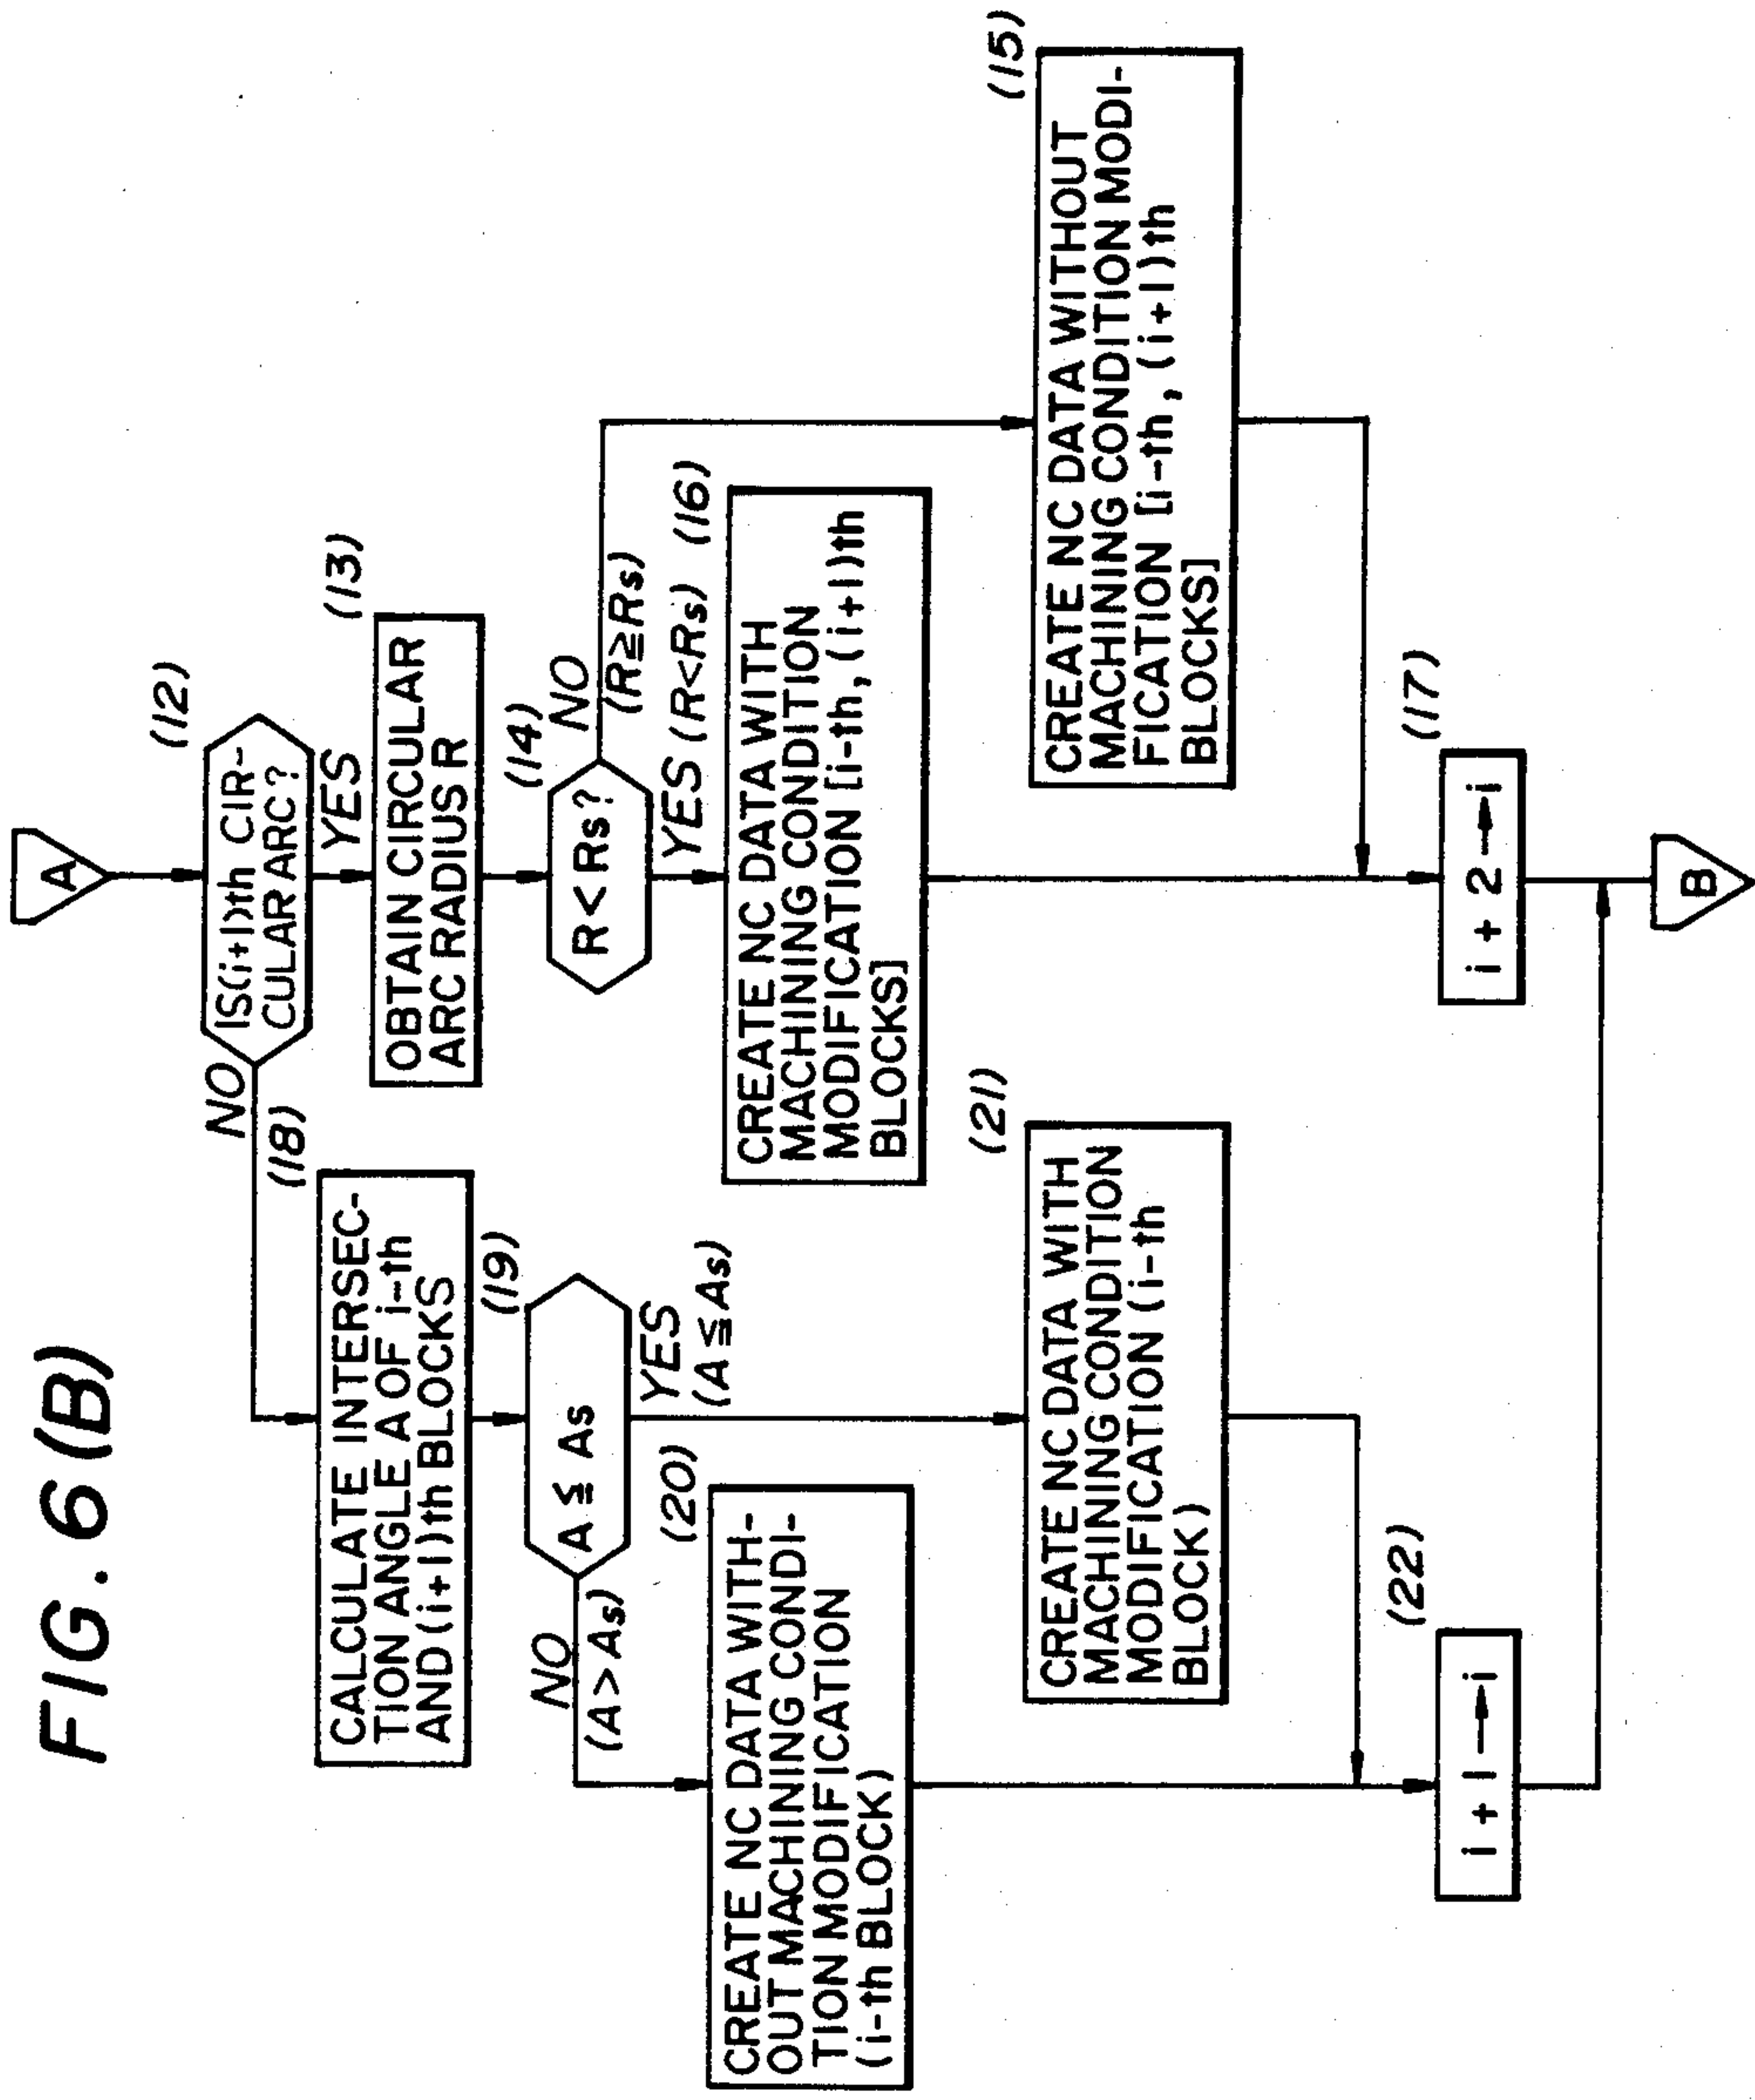 FIG. 6 (B)
A
(12)
IS(i+1)th CIR-
CULAR ARC?
NO
YES
(13)
OBTAIN CIRCULAR
ARC RADIUS R
(14)
R < Rs?
NO
(R≧Rs)
YES (R<Rs)
(16)
CREATE NC DATA WITH
MACHINING CONDITION
MODIFICATION [i-th, (i+1)th
BLOCKS]
(15)
CREATE NC DATA WITHOUT
MACHINING CONDITION MODI-
FICATION [i-th, (i+1)th
BLOCKS]
(17)
i + 2 → i
(18)
CALCULATE INTERSEC-
TION ANGLE A OF i-th
AND (i+1)th BLOCKS
(19)
A ≦ As
NO
(A > As)
YES
(A ≦ As)
(20)
CREATE NC DATA WITH-
OUT MACHINING CONDI-
TION MODIFICATION
(i-th BLOCK)
(21)
CREATE NC DATA WITH
MACHINING CONDITION
MODIFICATION (i-th
BLOCK)
(22)
i + 1 → i
B